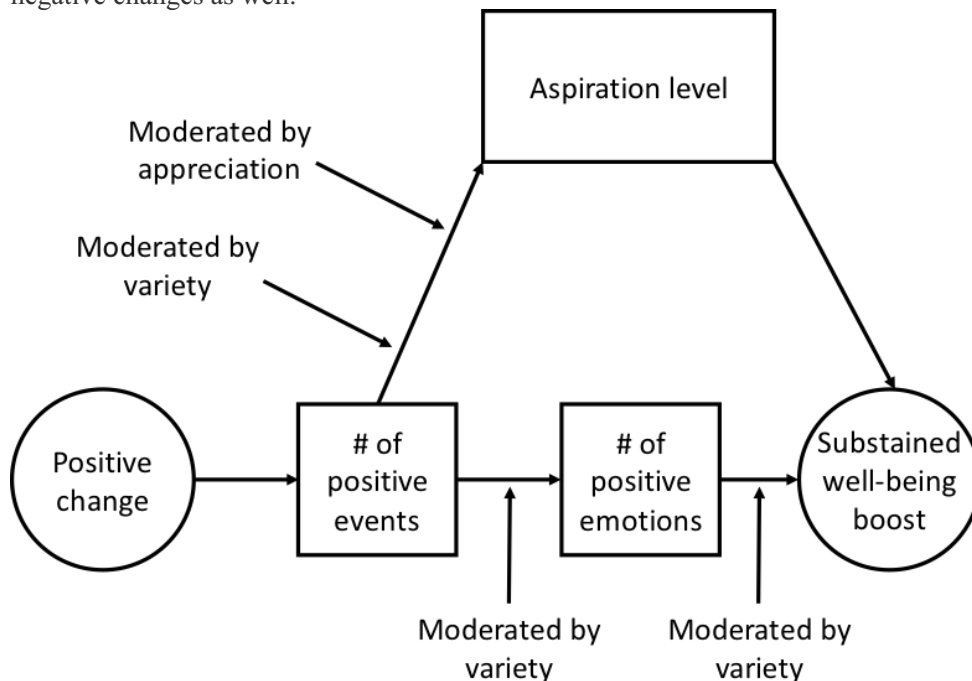 negative changes as well.
Aspiration level
Moderated by
appreciation
Moderated by
variety
Positive
change
# of
positive
events
# of
positive
emotions
Substained
well-being
boost
Moderated by
variety
Moderated by
variety